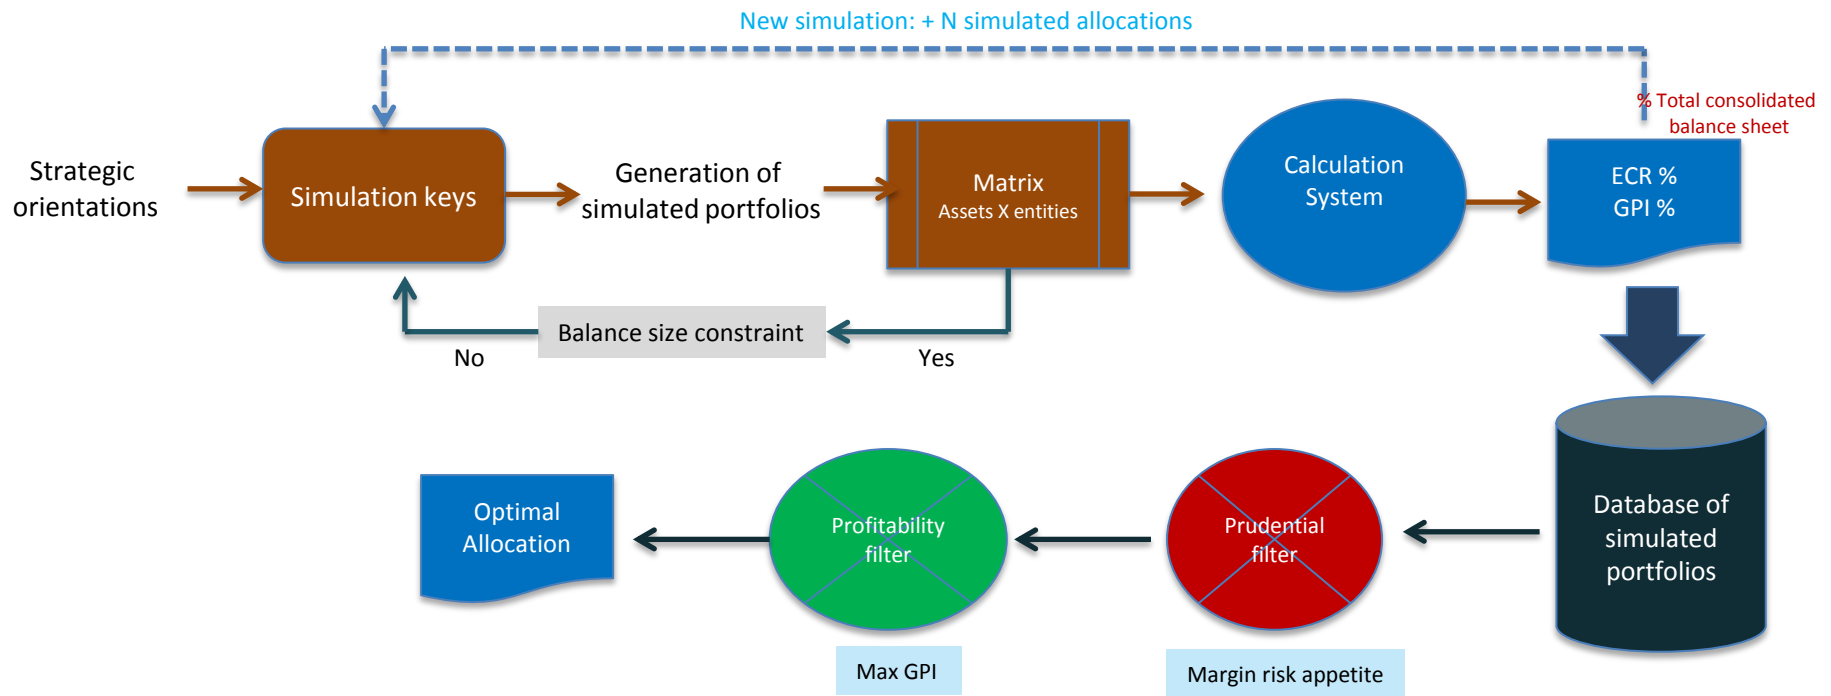 New simulation: + N simulated allocations
% Total consolidated
balance sheet
Strategic
orientations
Simulation keys
Generation of
simulated portfolios
Matrix
Assets X entities
Calculation
System
ECR %
GPI %
Balance size constraint
No
Yes
Optimal
Allocation
Profitability
filter
Prudential
filter
Database of
simulated
portfolios
Max GPI
Margin risk appetite